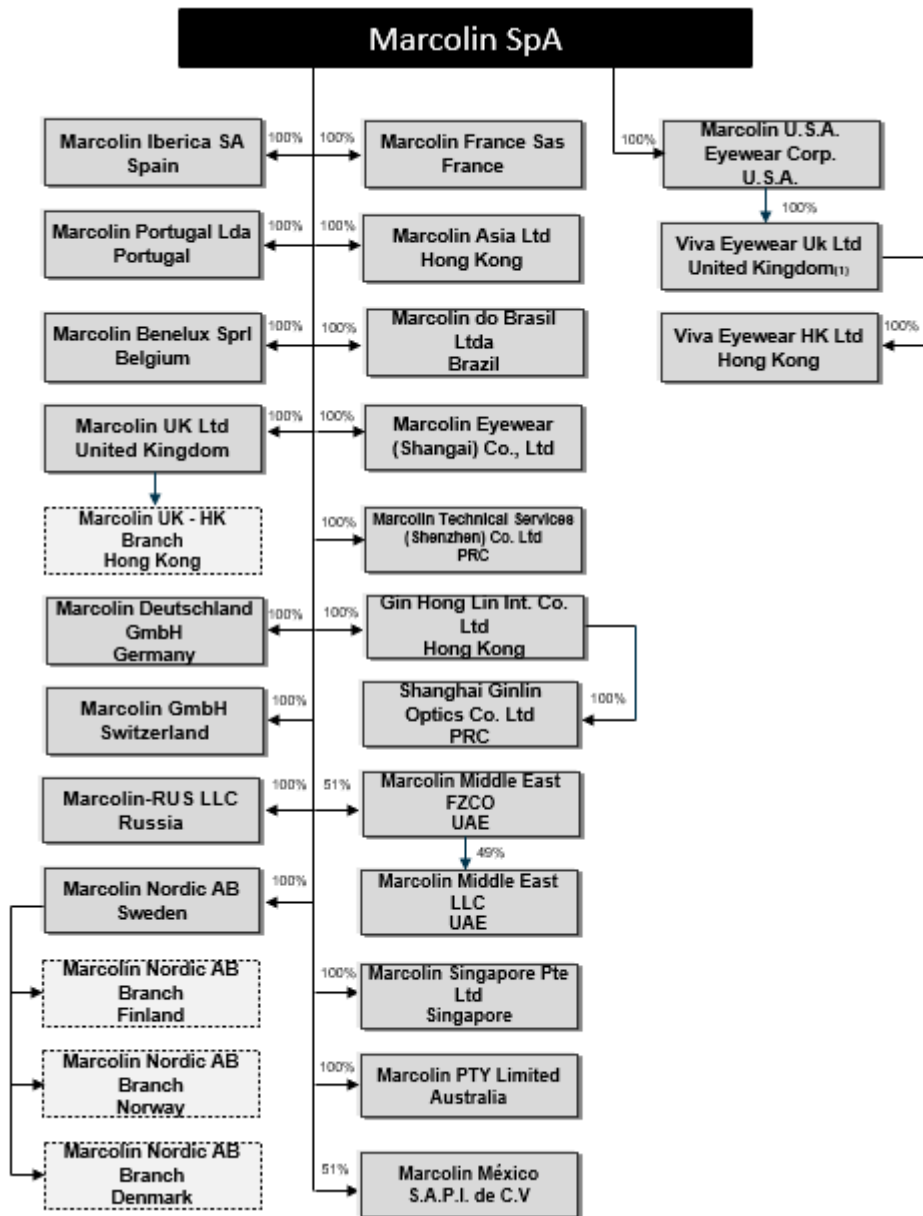 Marcolin SpA
Marcolin Iberica SA
Spain
100%
100%
Marcolin France Sas
France
100%
Marcolin U.S.A.
Eyewear Corp.
U.S.A.
100%
Marcolin Portugal Lda
Portugal
100%
100%
Marcolin Asia Ltd
Hong Kong
Viva Eyewear Uk Ltd
United Kingdom(1)
Marcolin Benelux Sprl
Belgium
100%
100%
Marcolin do Brasil
Ltda
Brazil
Viva Eyewear HK Ltd
Hong Kong
100%
Marcolin UK Ltd
United Kingdom
100%
100%
Marcolin Eyewear
(Shangai) Co., Ltd
Marcolin UK - HK
Branch
Hong Kong
100%
Marcolin Technical Services
(Shenzhen) Co. Ltd
PRC
Marcolin Deutschland
GmbH
Germany
100%
100%
Gin Hong Lin Int. Co.
Ltd
Hong Kong
Marcolin GmbH
Switzerland
100%
Shanghai Ginlin
Optics Co. Ltd
PRC
100%
Marcolin-RUS LLC
Russia
100%
51%
Marcolin Middle East
FZCO
UAE
49%
Marcolin Nordic AB
Sweden
100%
Marcolin Middle East
LLC
UAE
Marcolin Nordic AB
Branch
Finland
100%
Marcolin Singapore Pte
Ltd
Singapore
Marcolin Nordic AB
Branch
Norway
100%
Marcolin PTY Limited
Australia
Marcolin Nordic AB
Branch
Denmark
51%
Marcolin México
S.A.P.I. de C.V